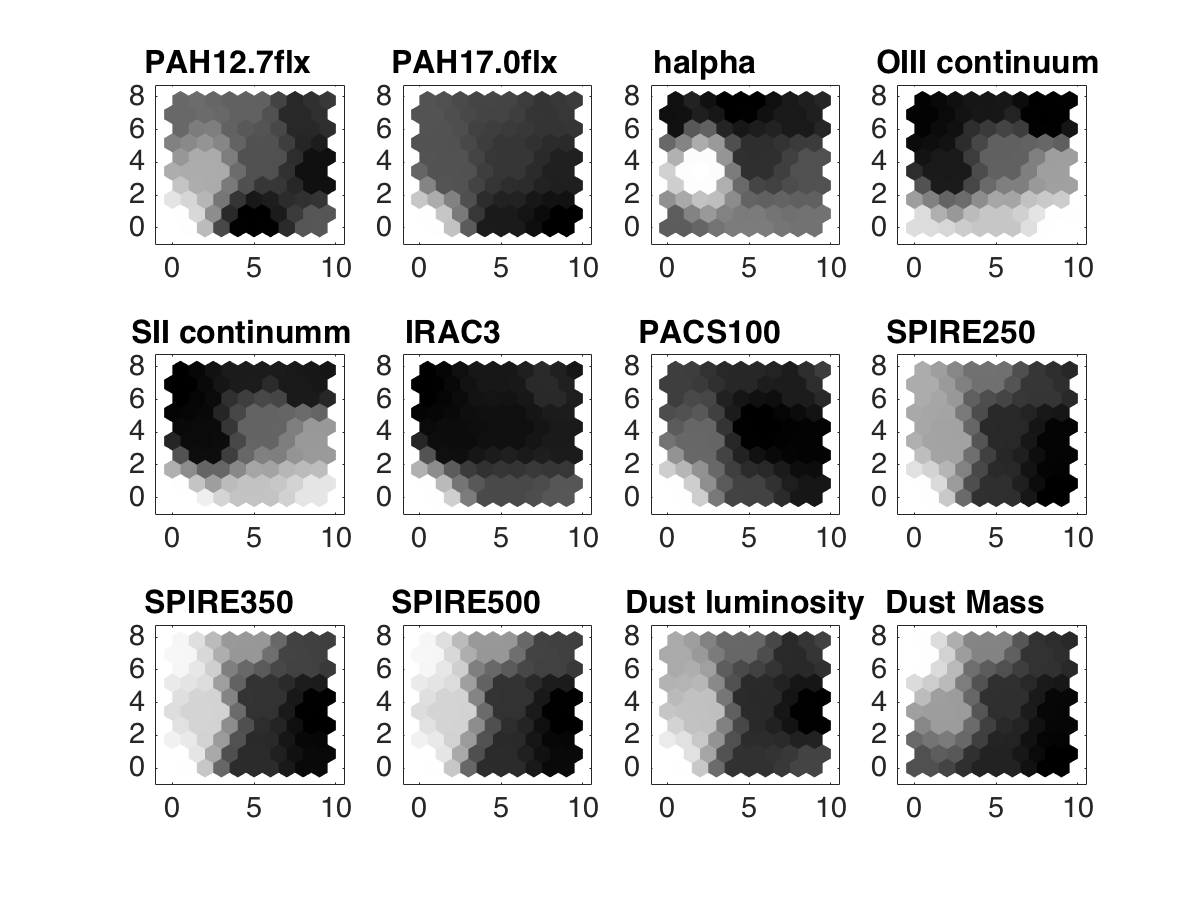 PAH12.7flx PAH17.0flx halpha OIII continuum
8 8 8 8
6 6 6 6
4 4 4 4
2 2 2 2
0 0 0 0
0 5 10 0 5 10 0 5 10 0 5 10
SII continumm IRAC3 PACS100 SPIRE250
8 8 8 8
6 6 6 6
4 4 4 4
2 2 2 2
0 0 0 0
0 5 10 0 5 10 0 5 10 0 5 10
SPIRE350 SPIRE500 Dust luminosity Dust Mass
8 8 8 8
6 6 6 6
4 4 4 4
2 2 2 2
0 0 0 0
0 5 10 0 5 10 0 5 10 0 5 10